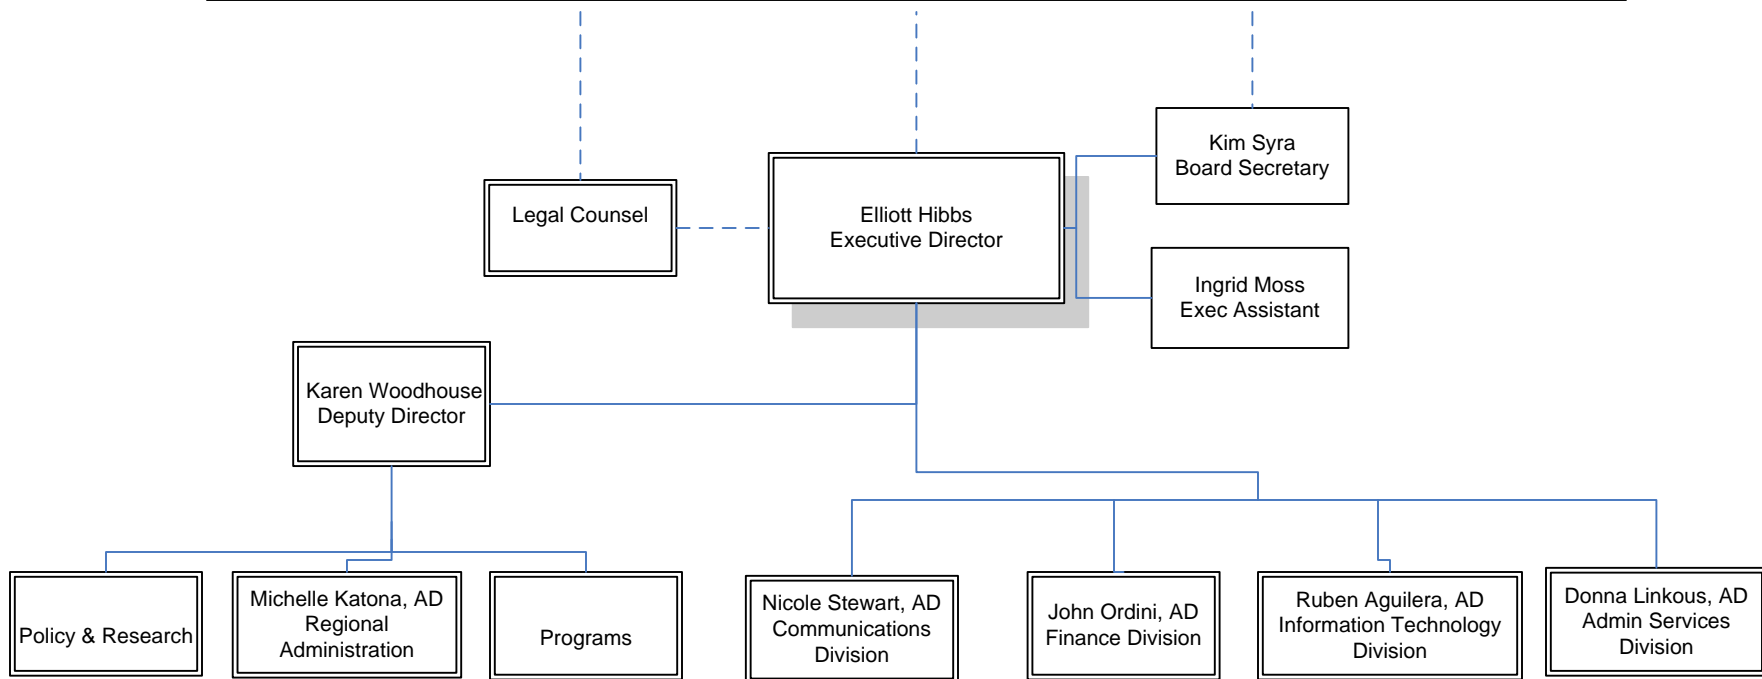 Kim Syra
Board Secretary
Legal Counsel
Elliott Hibbs
Executive Director
Ingrid Moss
Exec Assistant
Karen Woodhouse
Deputy Director
Policy & Research
Michelle Katona, AD
Regional
Administration
Programs
Nicole Stewart, AD
Communications
Division
John Ordini, AD
Finance Division
Ruben Aguilera, AD
Information Technology
Division
Donna Linkous, AD
Admin Services
Division